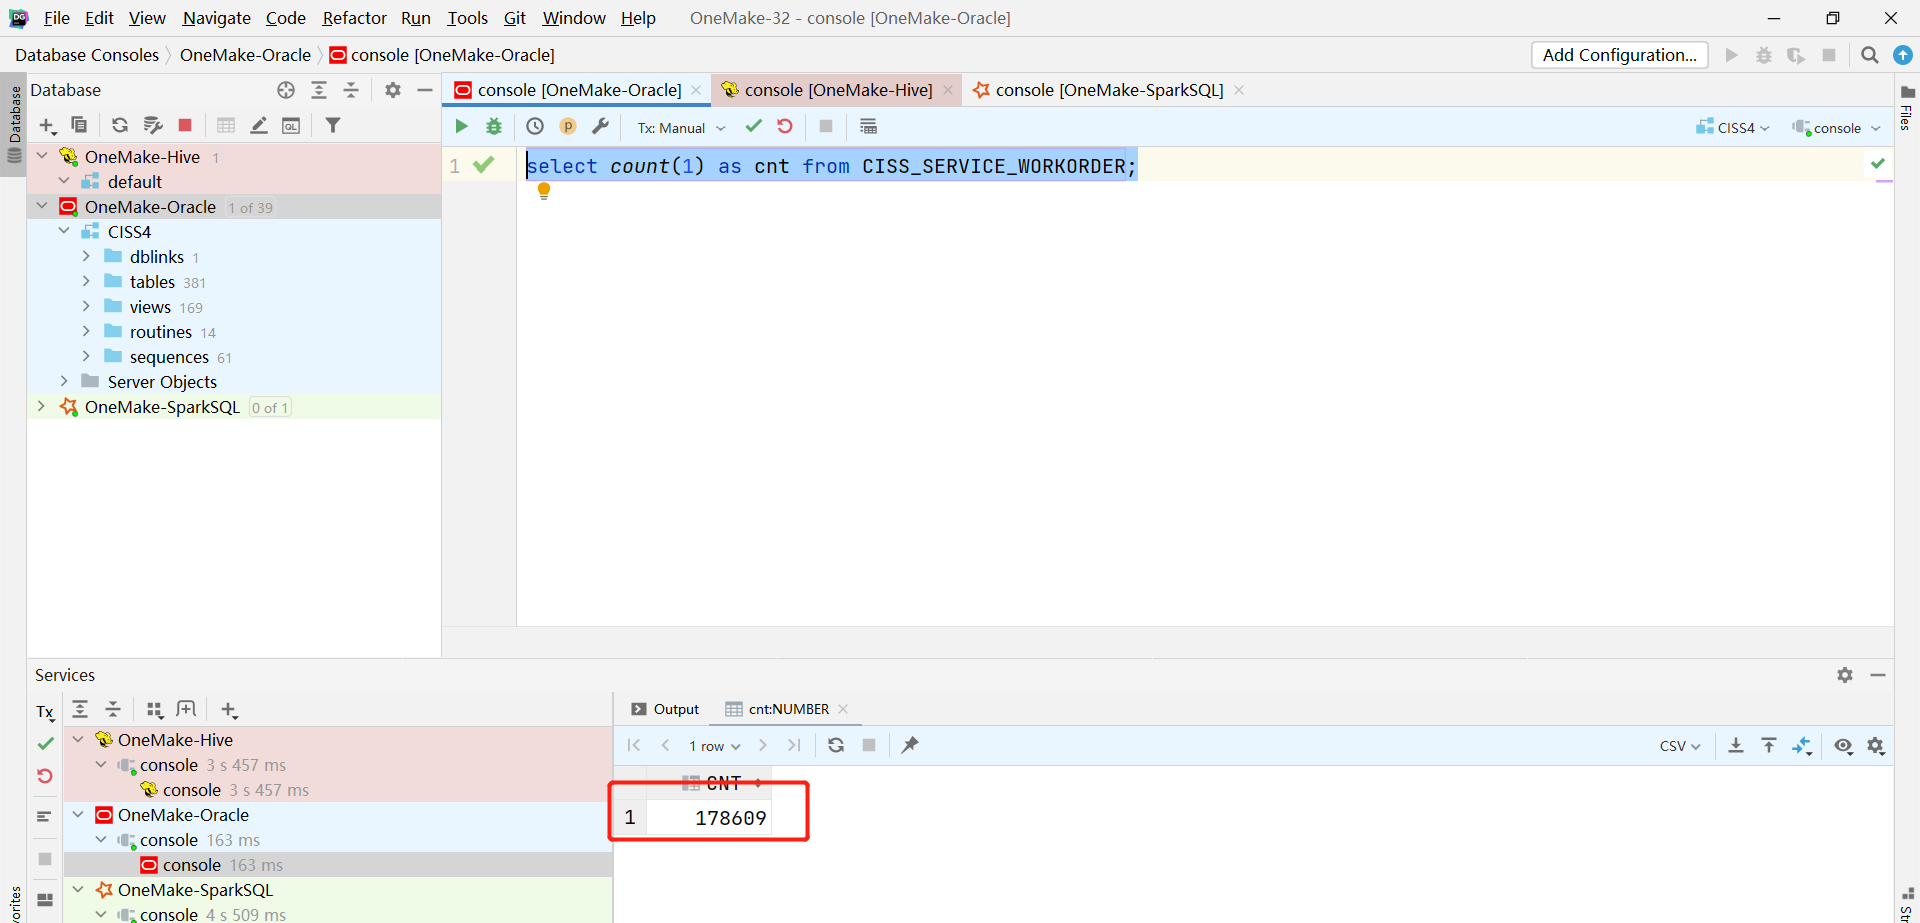 DG File Edit View Navigate Code Refactor Run Tools Git Window Help OneMake-32 - console [OneMake-Oracle]
Database Consoles OneMake-Oracle console [OneMake-Oracle] Add Configuration...
Database
Database
console [OneMake-Oracle] console [OneMake-Hive] console [OneMake-SparkSQL]
Files
QL
p Tx: Manual CISS4 console
OneMake-Hive 1
default
OneMake-Oracle 1 of 39
CISS4
dblinks 1
tables 381
views 169
routines 14
sequences 61
Server Objects
OneMake-SparkSQL 0 of 1
1 select count(1) as cnt from CISS_SERVICE_WORKORDER;
Services
Tx
OneMake-Hive
console 3 s 457 ms
console 3 s 457 ms
OneMake-Oracle
console 163 ms
console 163 ms
OneMake-SparkSQL
console 4 s 509 ms
Output cnt:NUMBER
1 row CSV
CNT
1 178609